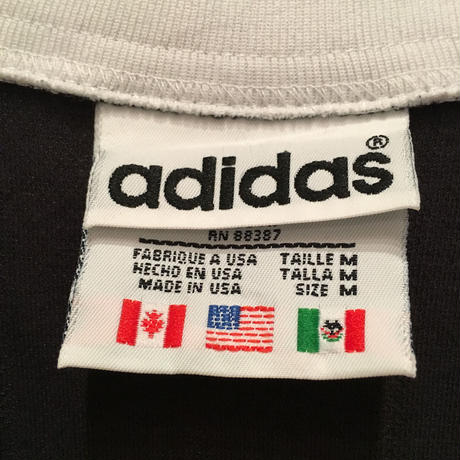 adidas®
RN 88387
FABRIQUE A USA TAILLE M
HECHO EN USA TALLA M
MADE IN USA SIZE M